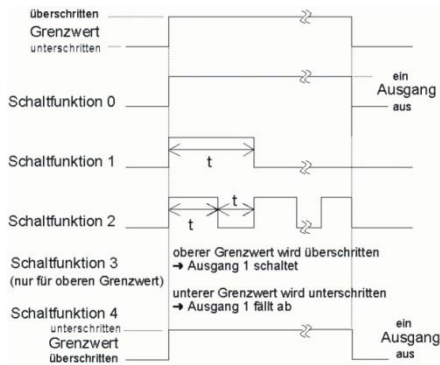 überschritten
Grenzwert
unterschritten
ein
Ausgang
aus
Schaltfunktion 0
Schaltfunktion 1
t
Schaltfunktion 2
t
t
Schaltfunktion 3
(nur für oberen Grenzwert)
oberer Grenzwert wird überschritten
→ Ausgang 1 schaltet
unterer Grenzwert wird unterschritten
→ Ausgang 1 fällt ab
Schaltfunktion 4
unterschritten
Grenzwert
überschritten
ein
Ausgang
aus